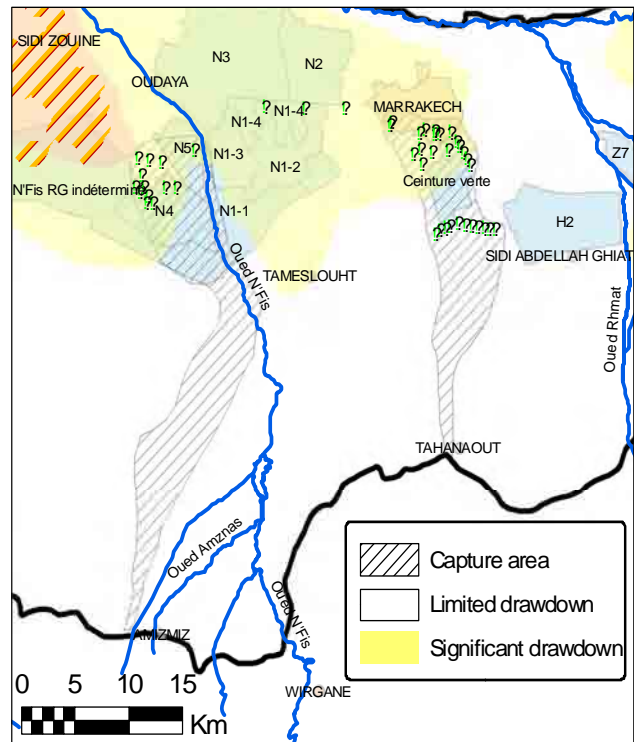 SIDI ZOUINE
OUDAYA
N3
N2
N1-4
N1-4
MARRAKECH
N5
N1-3
N1-2
Z7
Ceinture verte
N'Fis RG indéterminé
N4
N1-1
H2
SIDI ABDELLAH GHIAT
TAMESLOUHT
Oued N'Fis
Oued Rhmat
TAHANAOUT
Oued Amznas
Oued N'Fis
AMIZMIZ
WIRGANE
Capture area
Limited drawdown
Significant drawdown
0 5 10 15
Km